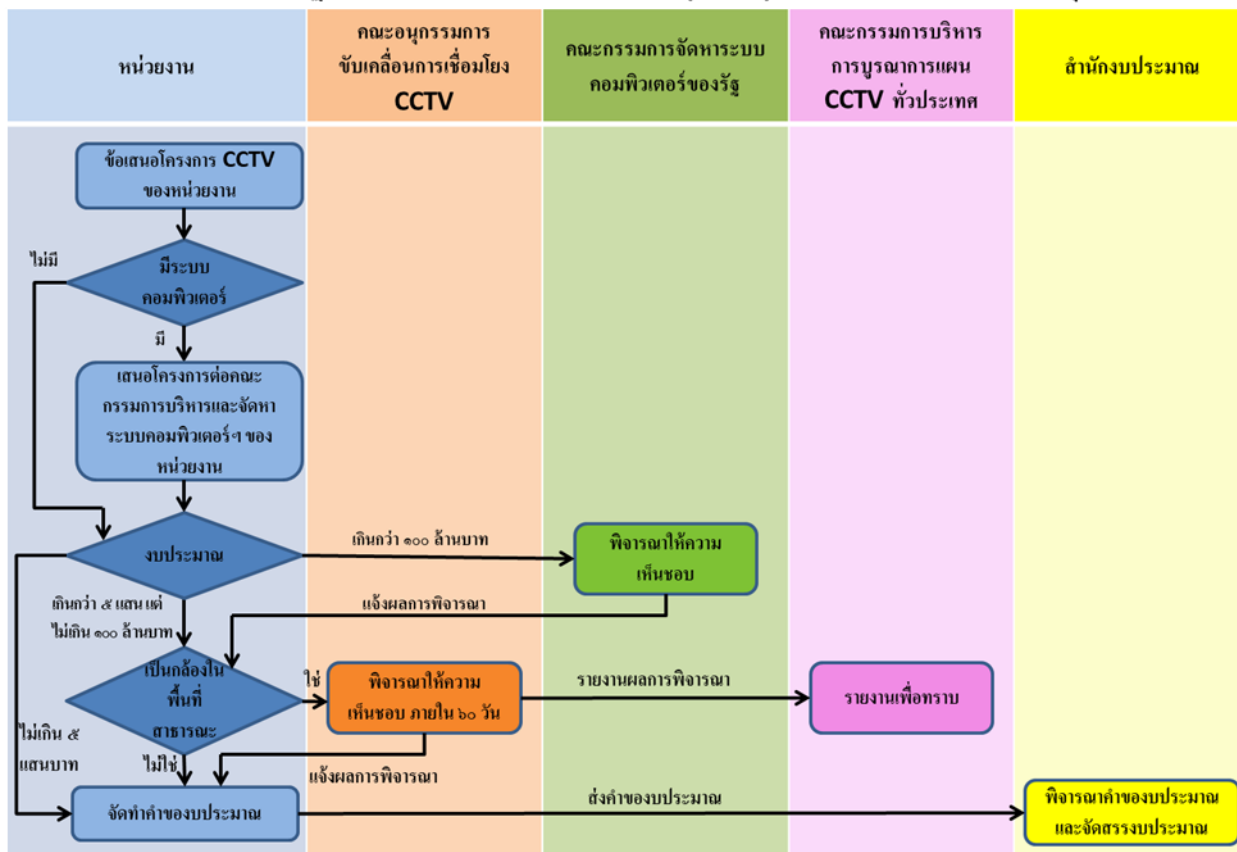 หน่วยงาน
คณะอนุกรรมการ
ขับเคลื่อนการเชื่อมโยง
CCTV
คณะกรรมการจัดหาระบบ
คอมพิวเตอร์ของรัฐ
คณะกรรมการบริหาร
การบูรณาการแผน
CCTV ทั่วประเทศ
สำนักงบประมาณ
ข้อเสนอโครงการ CCTV
ของหน่วยงาน
ไม่มี
มีระบบ
คอมพิวเตอร์
มี
เสนอโครงการต่อคณะ
กรรมการบริหารและจัดหา
ระบบคอมพิวเตอร์ฯ ของ
หน่วยงาน
งบประมาณ
เกินกว่า ๑๐๐ ล้านบาท
พิจารณาให้ความ
เห็นชอบ
เกินกว่า ๕ แสน แต่
ไม่เกิน ๑๐๐ ล้านบาท
แจ้งผลการพิจารณา
เป็นกล้องใน
พื้นที่
สาธารณะ
ใช่
พิจารณาให้ความ
เห็นชอบ ภายใน ๖๐ วัน
รายงานผลการพิจารณา
รายงานเพื่อทราบ
ไม่เกิน ๕
แสนบาท
ไม่ใช่
แจ้งผลการพิจารณา
จัดทำคำของบประมาณ
ส่งคำของบประมาณ
พิจารณาคำของบประมาณ
และจัดสรรงบประมาณ